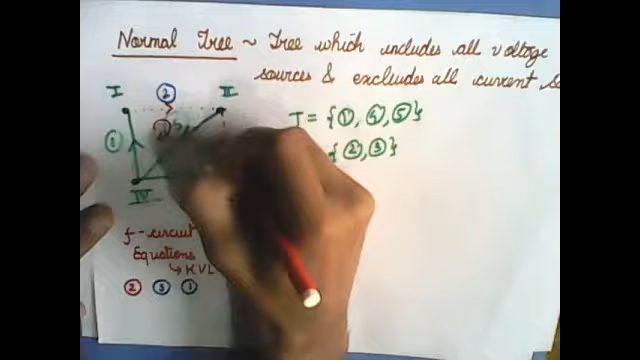 Normal Tree ~ Tree which includes all voltage
sources & excludes all current
I ② II
T = {①, ④, ⑤}
①
{②, ③}
IV
f-circuit
Equations
↳ KVL
② ③ ①